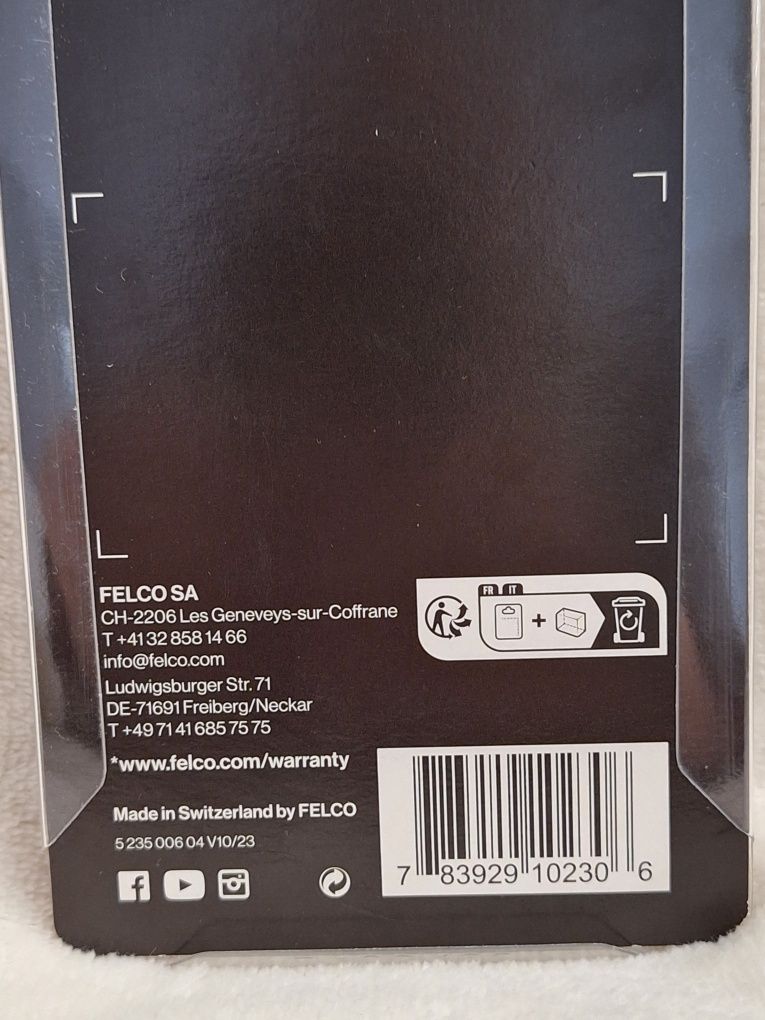 FELCO SA
CH-2206 Les Geneveys-sur-Coffrane
T +41 32 858 14 66
info@felco.com
Ludwigsburger Str. 71
DE-71691 Freiberg/Neckar
T +49 71 41 685 75 75
*www.felco.com/warranty
Made in Switzerland by FELCO
5 235 006 04 V10/23
FR IT
+
7 83929 10230 6